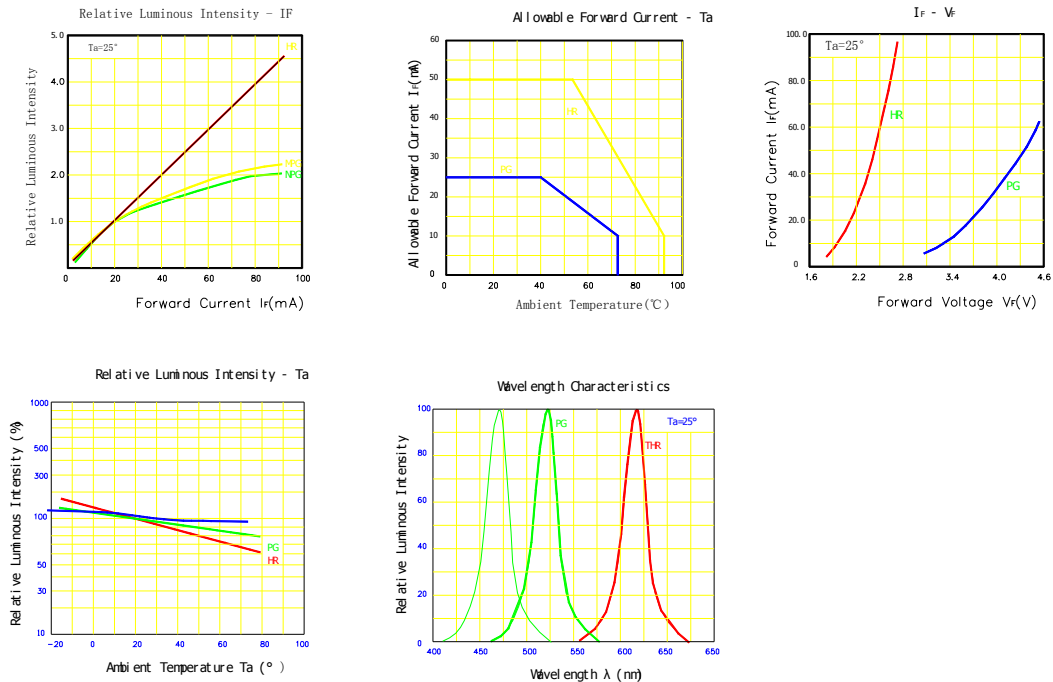 Relative Luminous Intensity - IF
5.0
Ta=25°
HR
4.0
3.0
2.0
1.0
NPG
NPG
Relative Luminous Intensity
0 20 40 60 80 100
Forward Current IF(mA)
Allowable Forward Current - Ta
60
50
40
30
20
10
0
HR
PG
Allowable Forward Current IF(mA)
0 20 40 60 80 100
Ambient Temperature(℃)
IF - VF
100.0
Ta=25°
80.0
60.0
40.0
20.0
0.0
HR
PG
Forward Current IF(mA)
1.6 2.2 2.8 3.4 4.0 4.6
Forward Voltage VF(V)
Relative Luminous Intensity - Ta
1000
500
300
100
50
30
10
PG
HR
Relative Luminous Intensity (%)
-20 0 20 40 60 80 100
Ambient Temperature Ta (°)
Wavelength Characteristics
100
80
60
40
20
0
PG
Ta=25°
THR
Relative Luminous Intensity
400 450 500 550 600 650 650
Wavelength λ (nm)